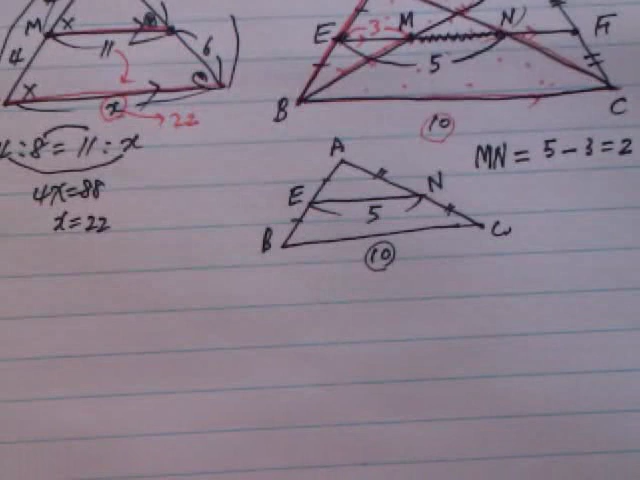 M x
11
4
6
x
x → 22
4:8 = 11:x
4x=88
x=22
E 3 M N F
5
B C
10
MN = 5-3=2
A
E N
5
B C
10